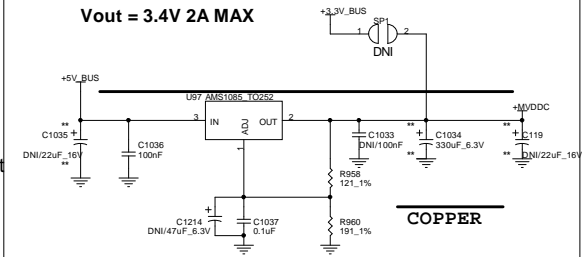 Vout = 3.4V 2A MAX
+3.3V_BUS
SP1
1
2
DNI
+5V_BUS
U97 AMS1085_TO252
+MVDDC
**
C1035
+
DNI/22uF_16V
**
C1036
100nF
3
IN
ADJ
OUT
2
1
C1033
DNI/100nF
**
+
C1034
330uF_6.3V
**
**
+
C119
DNI/22uF_16V
**
t
R958
121_1%
+
C1214
DNI/47uF_6.3V
C1037
0.1uF
R960
191_1%
COPPER